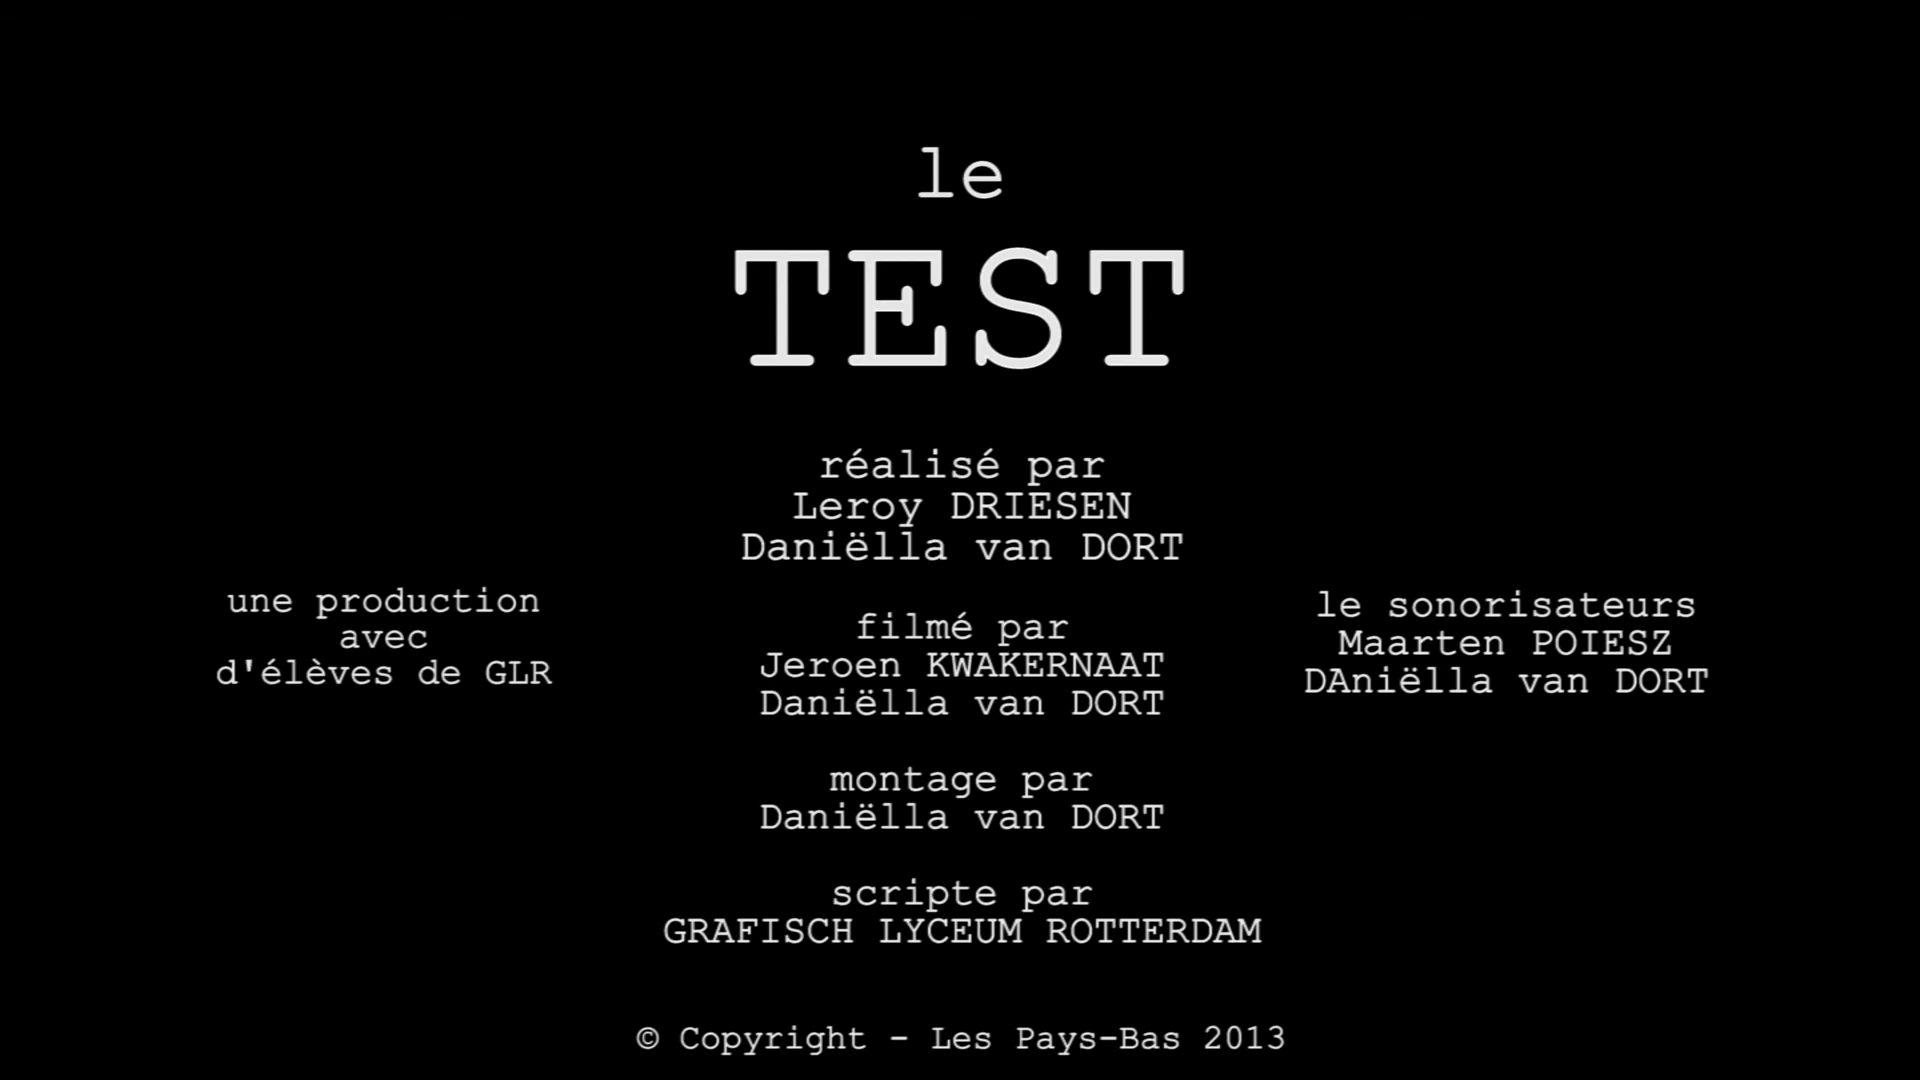 le
TEST
réalisé par
Leroy DRIESEN
Daniëlla van DORT
une production
avec
d'élèves de GLR
filmé par
Jeroen KWAKERNAAT
Daniëlla van DORT
le sonorisateurs
Maarten POIESZ
DAniëlla van DORT
montage par
Daniëlla van DORT
scripte par
GRAFISCH LYCEUM ROTTERDAM
© Copyright - Les Pays-Bas 2013